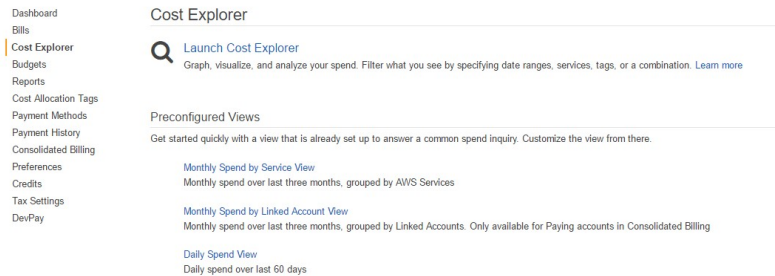 Dashboard
Bills
Cost Explorer
Budgets
Reports
Cost Allocation Tags
Payment Methods
Payment History
Consolidated Billing
Preferences
Credits
Tax Settings
DevPay
Cost Explorer
Launch Cost Explorer
Graph, visualize, and analyze your spend. Filter what you see by specifying date ranges, services, tags, or a combination. Learn more
Preconfigured Views
Get started quickly with a view that is already set up to answer a common spend inquiry. Customize the view from there.
Monthly Spend by Service View
Monthly spend over last three months, grouped by AWS Services
Monthly Spend by Linked Account View
Monthly spend over last three months, grouped by Linked Accounts. Only available for Paying accounts in Consolidated Billing
Daily Spend View
Daily spend over last 60 days